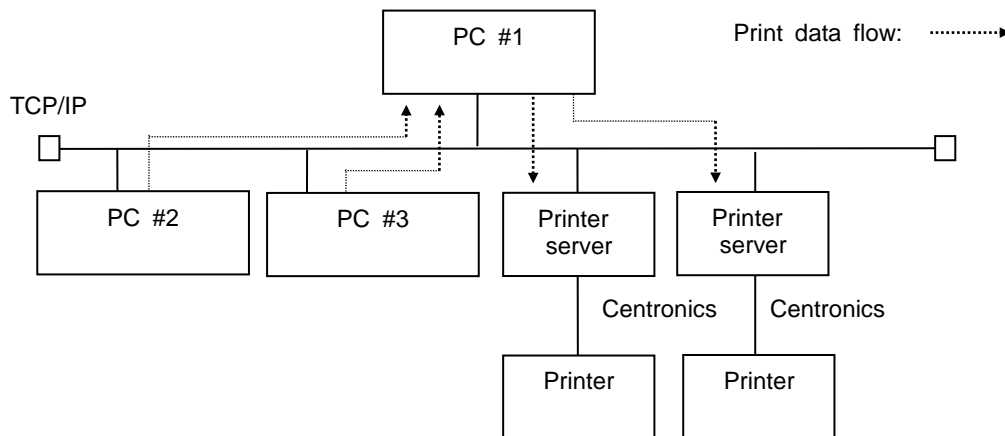 PC #1
Print data flow:
TCP/IP
PC #2
PC #3
Printer
server
Printer
server
Centronics
Centronics
Printer
Printer